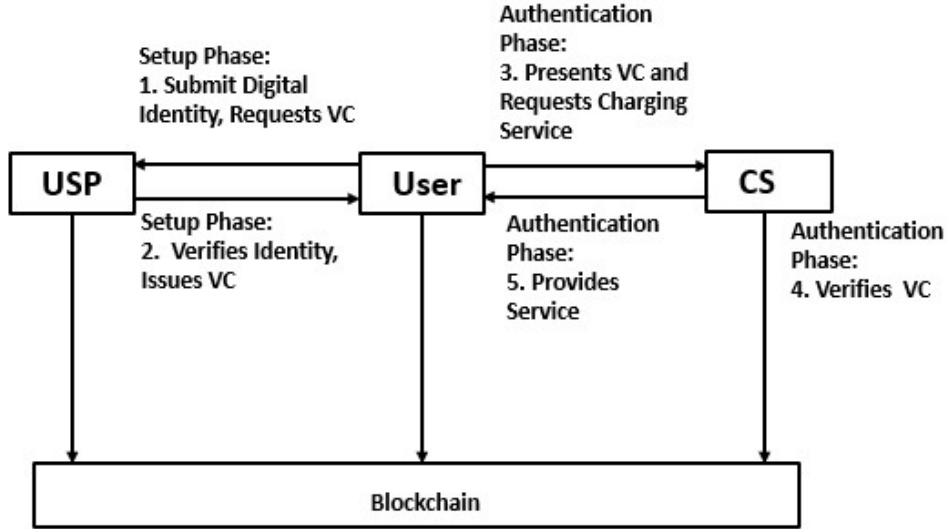 Setup Phase:
1. Submit Digital
Identity, Requests VC
Authentication
Phase:
3. Presents VC and
Requests Charging
Service
USP
User
CS
Setup Phase:
2. Verifies Identity,
Issues VC
Authentication
Phase:
5. Provides
Service
Authentication
Phase:
4. Verifies VC
Blockchain